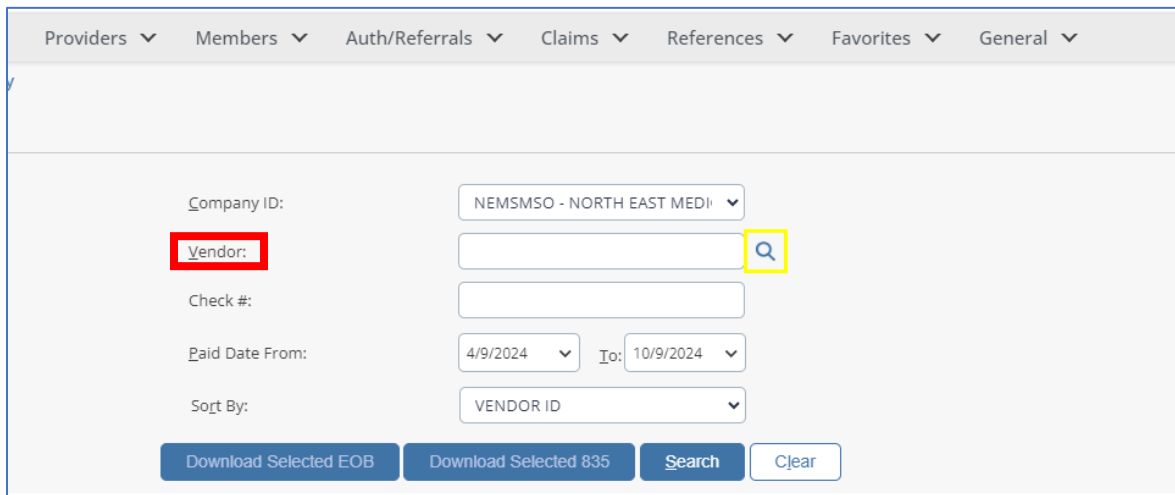 Providers Members Auth/Referrals Claims References Favorites General
y
Company ID: NEMSMSO - NORTH EAST MEDI
Vendor:
Check #:
Paid Date From: 4/9/2024 To: 10/9/2024
Sort By: VENDOR ID
Download Selected EOB Download Selected 835 Search Clear